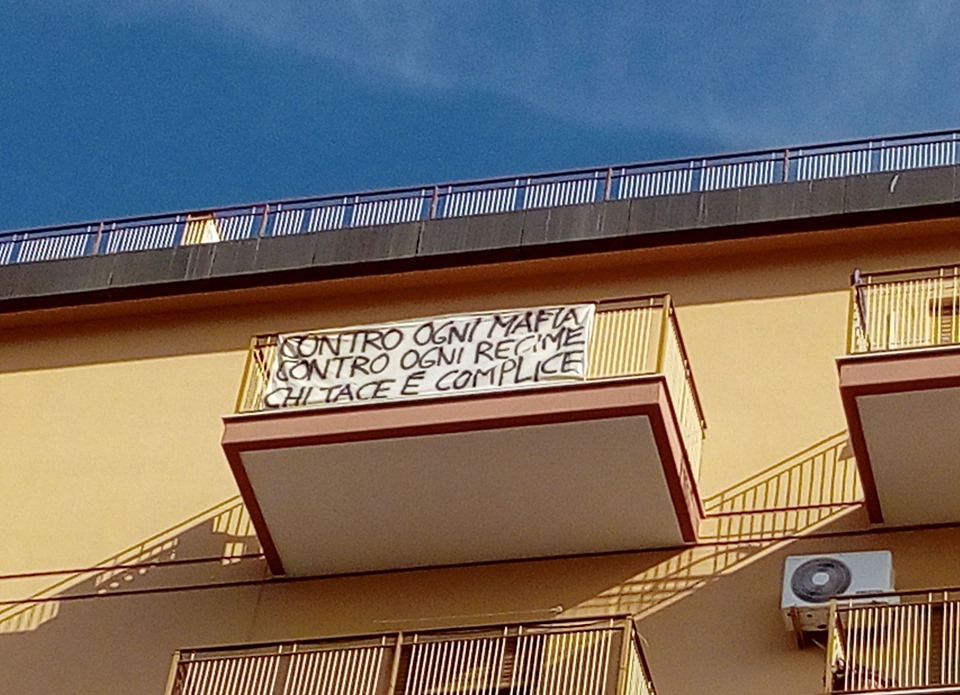 CONTRO OGNI MAFIA
CONTRO OGNI REGIME
CHI TACE É COMPLICE